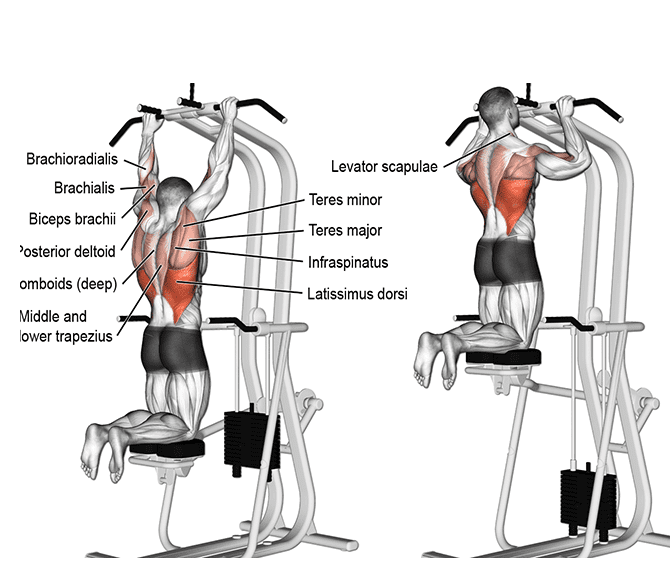 Brachioradialis
Brachialis
Biceps brachii
Posterior deltoid
omboids (deep)
Middle and
lower trapezius
Levator scapulae
Teres minor
Teres major
Infraspinatus
Latissimus dorsi